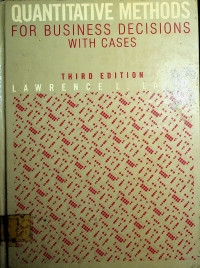 QUANTITATIVE METHODS
FOR BUSINESS DECISIONS
WITH CASES
THIRD EDITION
LAWRENCE L.